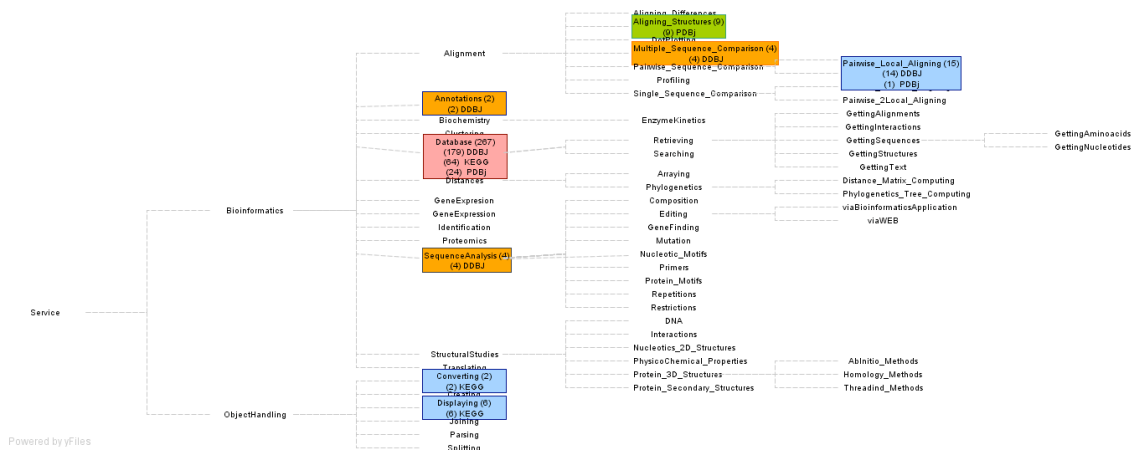 Service
Bioinformatics
ObjectHandling
Alignment
Annotations (2)
(2) DDBJ
Biochemistry
Clustering
Database (267)
(179) DDBJ
(64) KEGG
(24) PDBj
Distances
GeneExpresion
GeneExpression
Identification
Proteomics
SequenceAnalysis (4)
(4) DDBJ
StructuralStudies
Translating
Converting (2)
(2) KEGG
Creating
Displaying (6)
(6) KEGG
Joining
Parsing
Splitting
Aligning_Differences
Aligning_Structures (9)
(9) PDBj
DotPlotting
Multiple_Sequence_Comparison (4)
(4) DDBJ
Pairwise_Sequence_Comparison
Profiling
Single_Sequence_Comparison
EnzymeKinetics
Retrieving
Searching
Arraying
Phylogenetics
Composition
Editing
GeneFinding
Mutation
Nucleotic_Motifs
Primers
Protein_Motifs
Repetitions
Restrictions
DNA
Interactions
Nucleotics_2D_Structures
PhysicoChemical_Properties
Protein_3D_Structures
Protein_Secondary_Structures
Pairwise_Local_Aligning (15)
(14) DDBJ
(1) PDBj
Pairwise_2Local_Aligning
GettingAlignments
GettingInteractions
GettingSequences
GettingStructures
GettingText
Distance_Matrix_Computing
Phylogenetics_Tree_Computing
viaBioinformaticsApplication
viaWEB
AbInitio_Methods
Homology_Methods
Threadind_Methods
GettingAminoacids
GettingNucleotides
Powered by yFiles